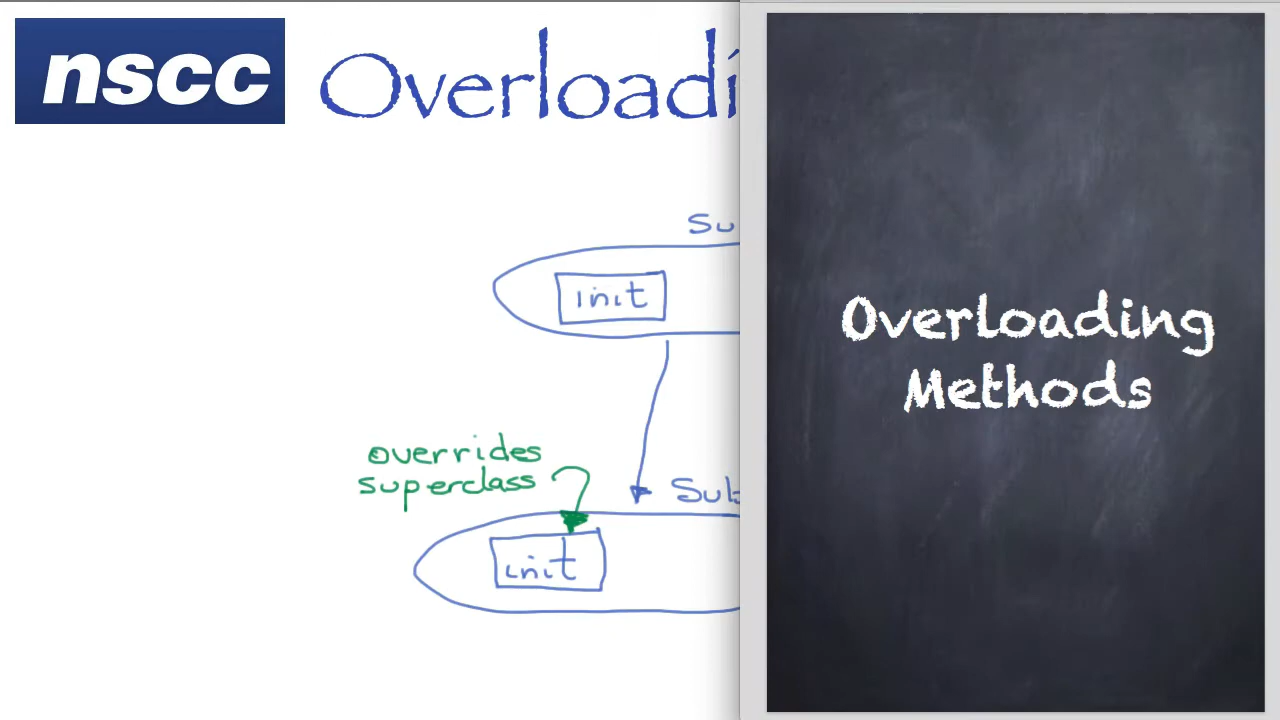 nscc
Overloadi
Su
init
overrides
superclass
Sub
init
Overloading
Methods